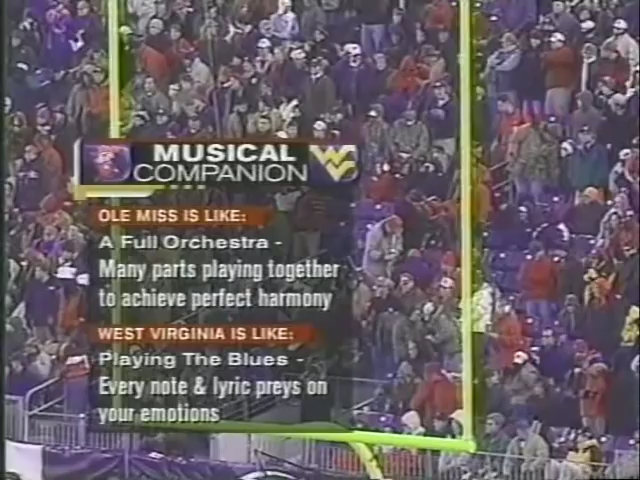 MUSICAL
COMPANION
WV
OLE MISS IS LIKE:
A Full Orchestra -
Many parts playing together
to achieve perfect harmony
WEST VIRGINIA IS LIKE:
Playing The Blues -
Every note & lyric preys on
your emotions